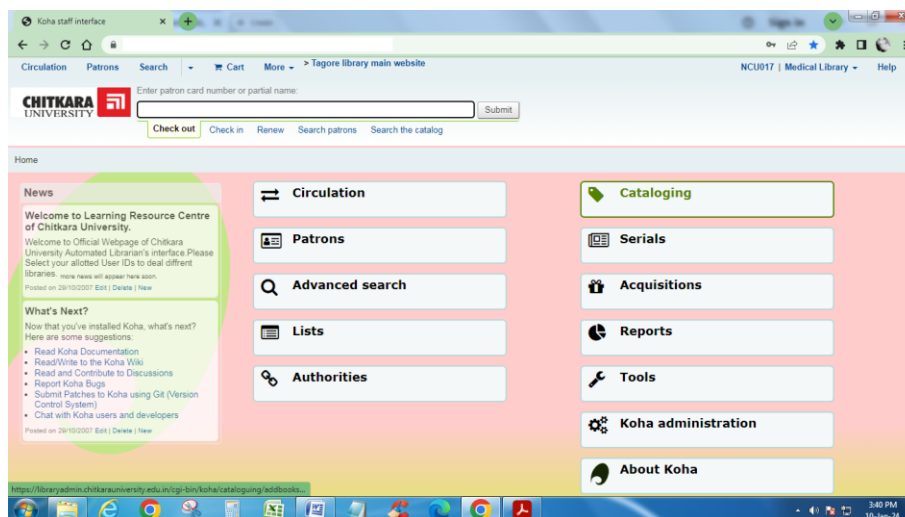 Koha staff interface
Circulation Patrons Search Cart More > Tagore library main website NCU017 | Medical Library Help
CHITKARA
UNIVERSITY
Enter patron card number or partial name:
Submit
Check out Check in Renew Search patrons Search the catalog
Home
News
Welcome to Learning Resource Centre
of Chitkara University.
Welcome to Official Webpage of Chitkara
University Automated Librarian's interface.Please
Select your allotted User IDs to deal diffrent
libraries. more news will appear here soon.
Posted on 29/10/2007 Edit | Delete | New
What's Next?
Now that you've installed Koha, what's next?
Here are some suggestions:
• Read Koha Documentation
• Read/Write to the Koha Wiki
• Read and Contribute to Discussions
• Report Koha Bugs
• Submit Patches to Koha using Git (Version
Control System)
• Chat with Koha users and developers
Posted on 29/10/2007 Edit | Delete | New
Circulation
Patrons
Advanced search
Lists
Authorities
Cataloging
Serials
Acquisitions
Reports
Tools
Koha administration
About Koha
https://libraryadmin.chitkarauniversity.edu.in/cgi-bin/koha/cataloguing/addbooks...
3:40 PM
10-Jan-24